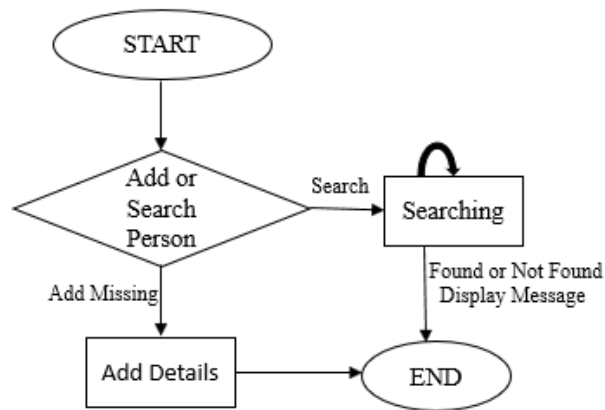 START
Add or
Search
Person
Search
Searching
Found or Not Found
Display Message
Add Missing
Add Details
END